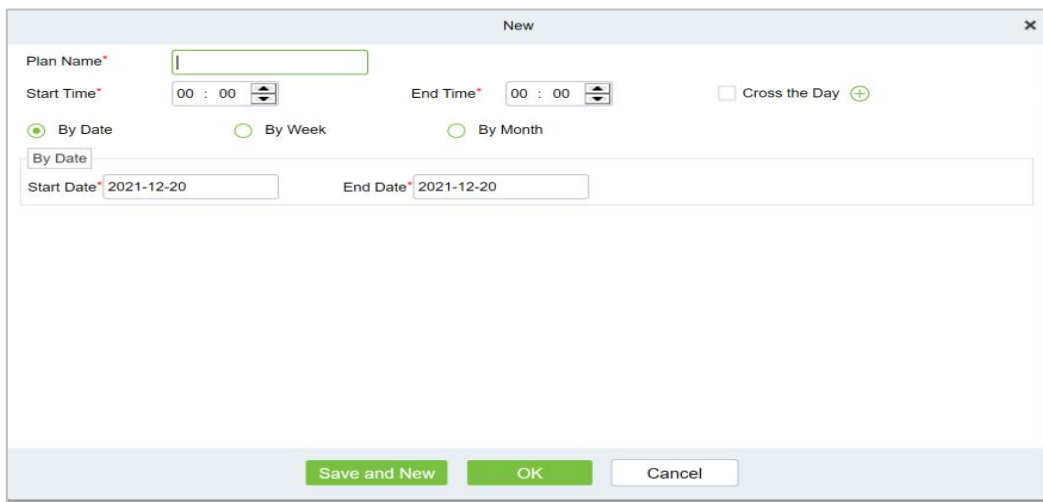 New
Plan Name*
Start Time* 00 : 00 End Time* 00 : 00 Cross the Day
By Date By Week By Month
By Date
Start Date* 2021-12-20 End Date* 2021-12-20
Save and New OK Cancel